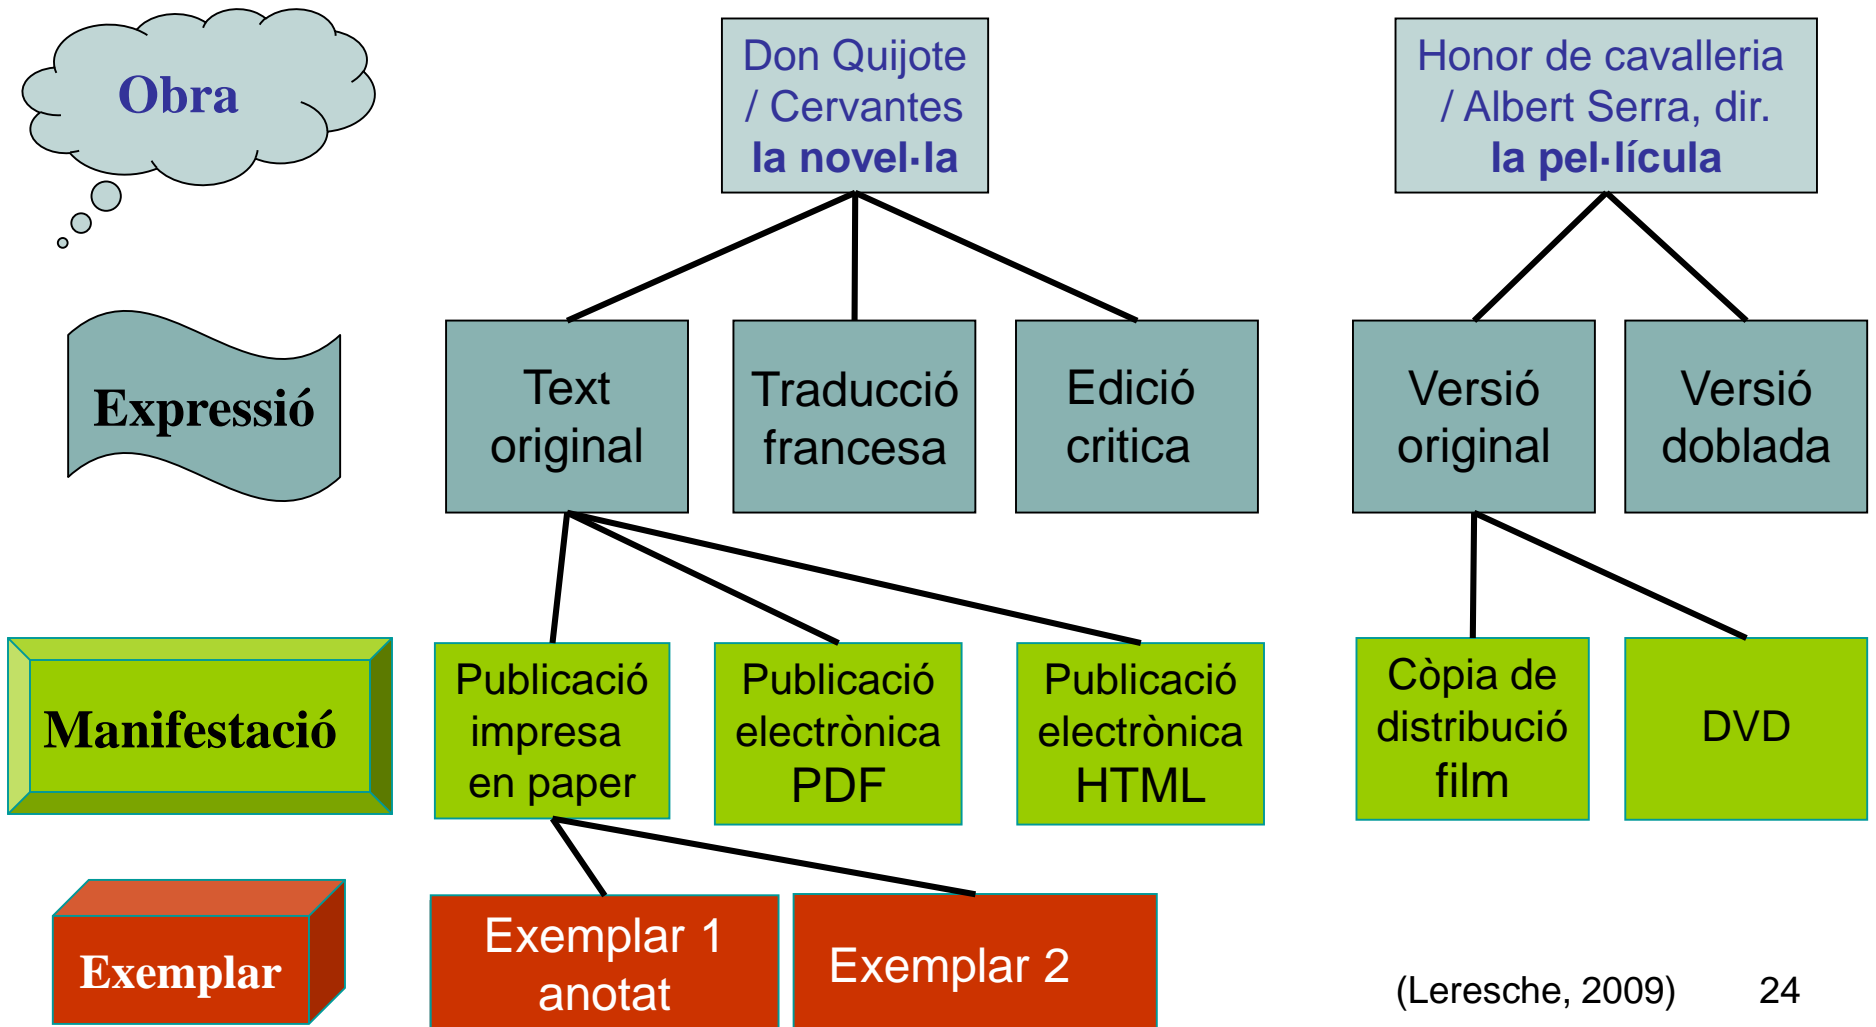 Obra
Don Quijote
/ Cervantes
la novel·la
Honor de cavalleria
/ Albert Serra, dir.
la pel·lícula
Expressió
Text
original
Traducció
francesa
Edició
critica
Versió
original
Versió
doblada
Manifestació
Publicació
impresa
en paper
Publicació
electrònica
PDF
Publicació
electrònica
HTML
Còpia de
distribució
film
DVD
Exemplar
Exemplar 1
anotat
Exemplar 2
(Leresche, 2009)
24